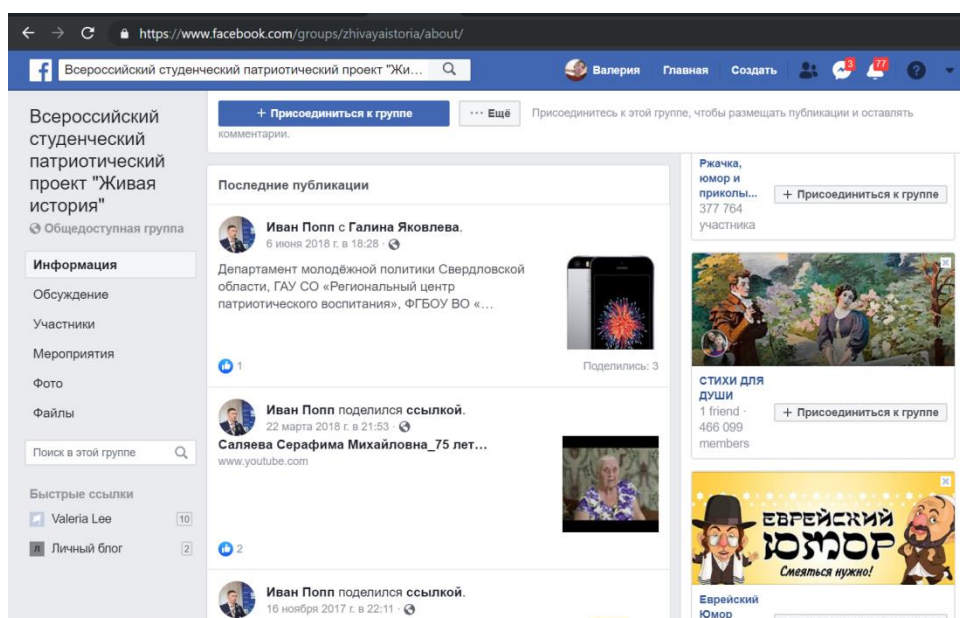 https://www.facebook.com/groups/zhivayaistoria/about/
Всероссийский студенческий патриотический проект "Жи...
Валерия
Главная
Создать
3
77
Всероссийский
студенческий
патриотический
проект "Живая
история"
Общедоступная группа
Информация
Обсуждение
Участники
Мероприятия
Фото
Файлы
Поиск в этой группе
Быстрые ссылки
Valeria Lee
10
Л
Личный блог
2
+ Присоединиться к группе
··· Ещё
Присоединитесь к этой группе, чтобы размещать публикации и оставлять
комментарии.
Последние публикации
Иван Попп с Галина Яковлева.
6 июня 2018 г. в 18:28 ·
Департамент молодёжной политики Свердловской
области, ГАУ СО «Региональный центр
патриотического воспитания», ФГБОУ ВО «...
1
Поделились: 3
Иван Попп поделился ссылкой.
22 марта 2018 г. в 21:53 ·
Саляева Серафима Михайловна_75 лет...
www.youtube.com
2
Иван Попп поделился ссылкой.
16 ноября 2017 г. в 22:11 ·
Ржачка,
юмор и
приколы...
377 764
участника
+ Присоединиться к группе
СТИХИ ДЛЯ
ДУШИ
1 friend ·
466 099
members
+ Присоединиться к группе
ЕВРЕЙСКИЙ
ЮМОР
Смеяться нужно!
Еврейский
Юмор
+ Присоединиться к группе